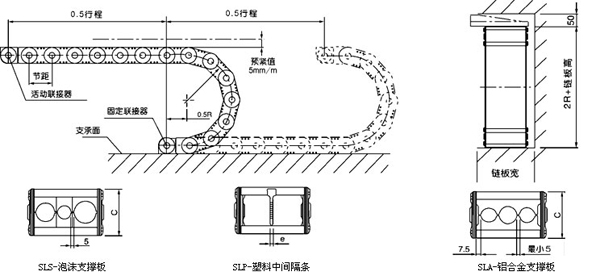 0.5行程
0.5行程
50
预紧值
5mm/m
节距
活动联接器
2R+链板高
固定联接器
0.5R
支承面
链板宽
C
5
e
C
7.5
最小5
SLS-泡沫支撑板
SLP-塑料中间隔条
SLA-铝合金支撑板